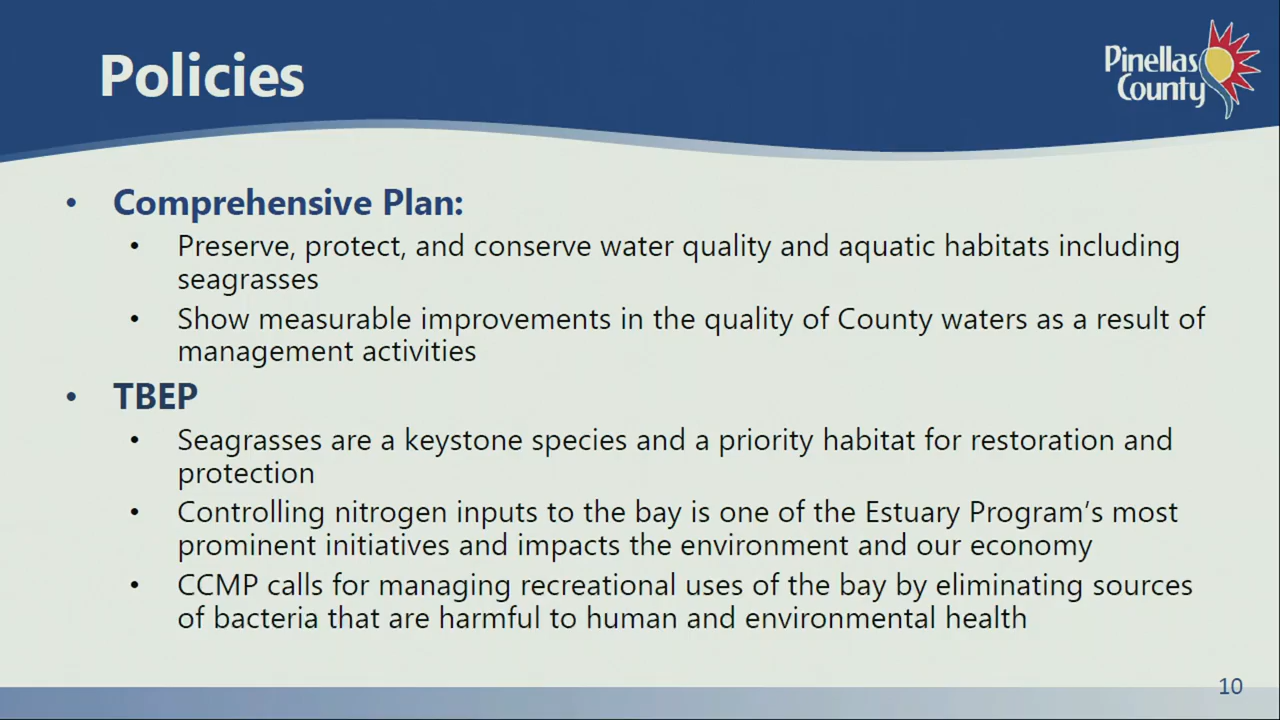 Policies
Pinellas
County
• Comprehensive Plan:
• Preserve, protect, and conserve water quality and aquatic habitats including
seagrasses
• Show measurable improvements in the quality of County waters as a result of
management activities
• TBEP
• Seagrasses are a keystone species and a priority habitat for restoration and
protection
• Controlling nitrogen inputs to the bay is one of the Estuary Program’s most
prominent initiatives and impacts the environment and our economy
• CCMP calls for managing recreational uses of the bay by eliminating sources
of bacteria that are harmful to human and environmental health
10